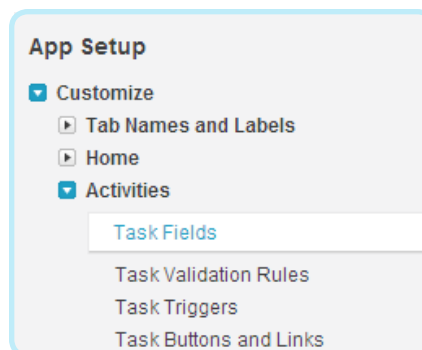 App Setup
Customize
Tab Names and Labels
Home
Activities
Task Fields
Task Validation Rules
Task Triggers
Task Buttons and Links